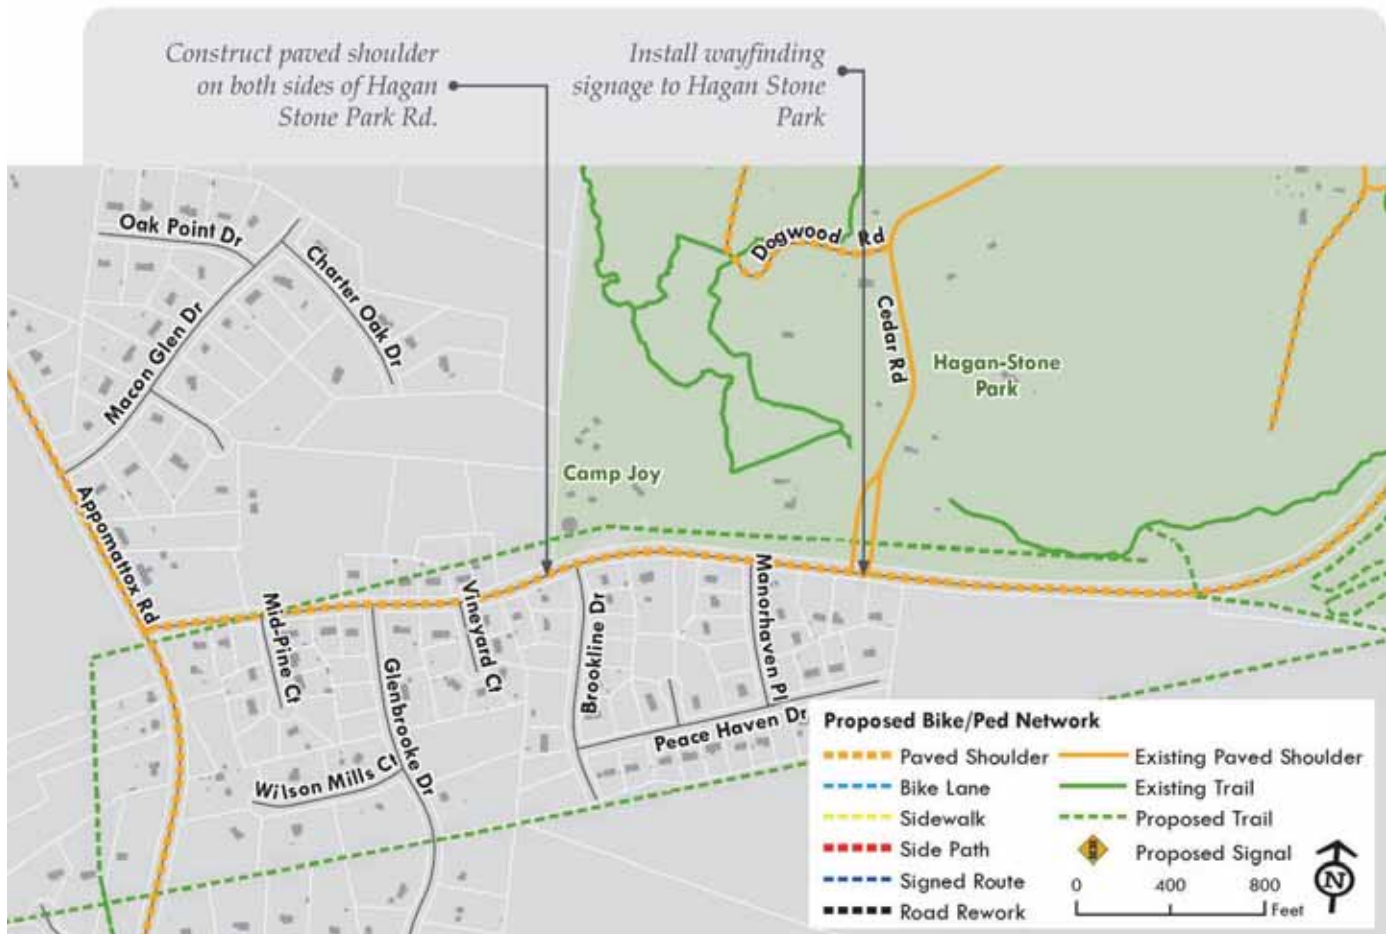 Construct paved shoulder
on both sides of Hagan
Stone Park Rd.
Install wayfinding
signage to Hagan Stone
Park
Oak Point Dr
Charter Oak Dr
Macon Glen Dr
Dogwood Rd
Cedar Rd
Hagan-Stone
Park
Camp Joy
Appomattox Rd
Mid-Pine Ct
Vineyard Ct
Glenbrooke Dr
Brookline Dr
Manorhaven Pl
Peace Haven Dr
Wilson Mills Ct
Proposed Bike/Ped Network
Paved Shoulder
Bike Lane
Sidewalk
Side Path
Signed Route
Road Rework
Existing Paved Shoulder
Existing Trail
Proposed Trail
Proposed Signal
0 400 800
Feet
N